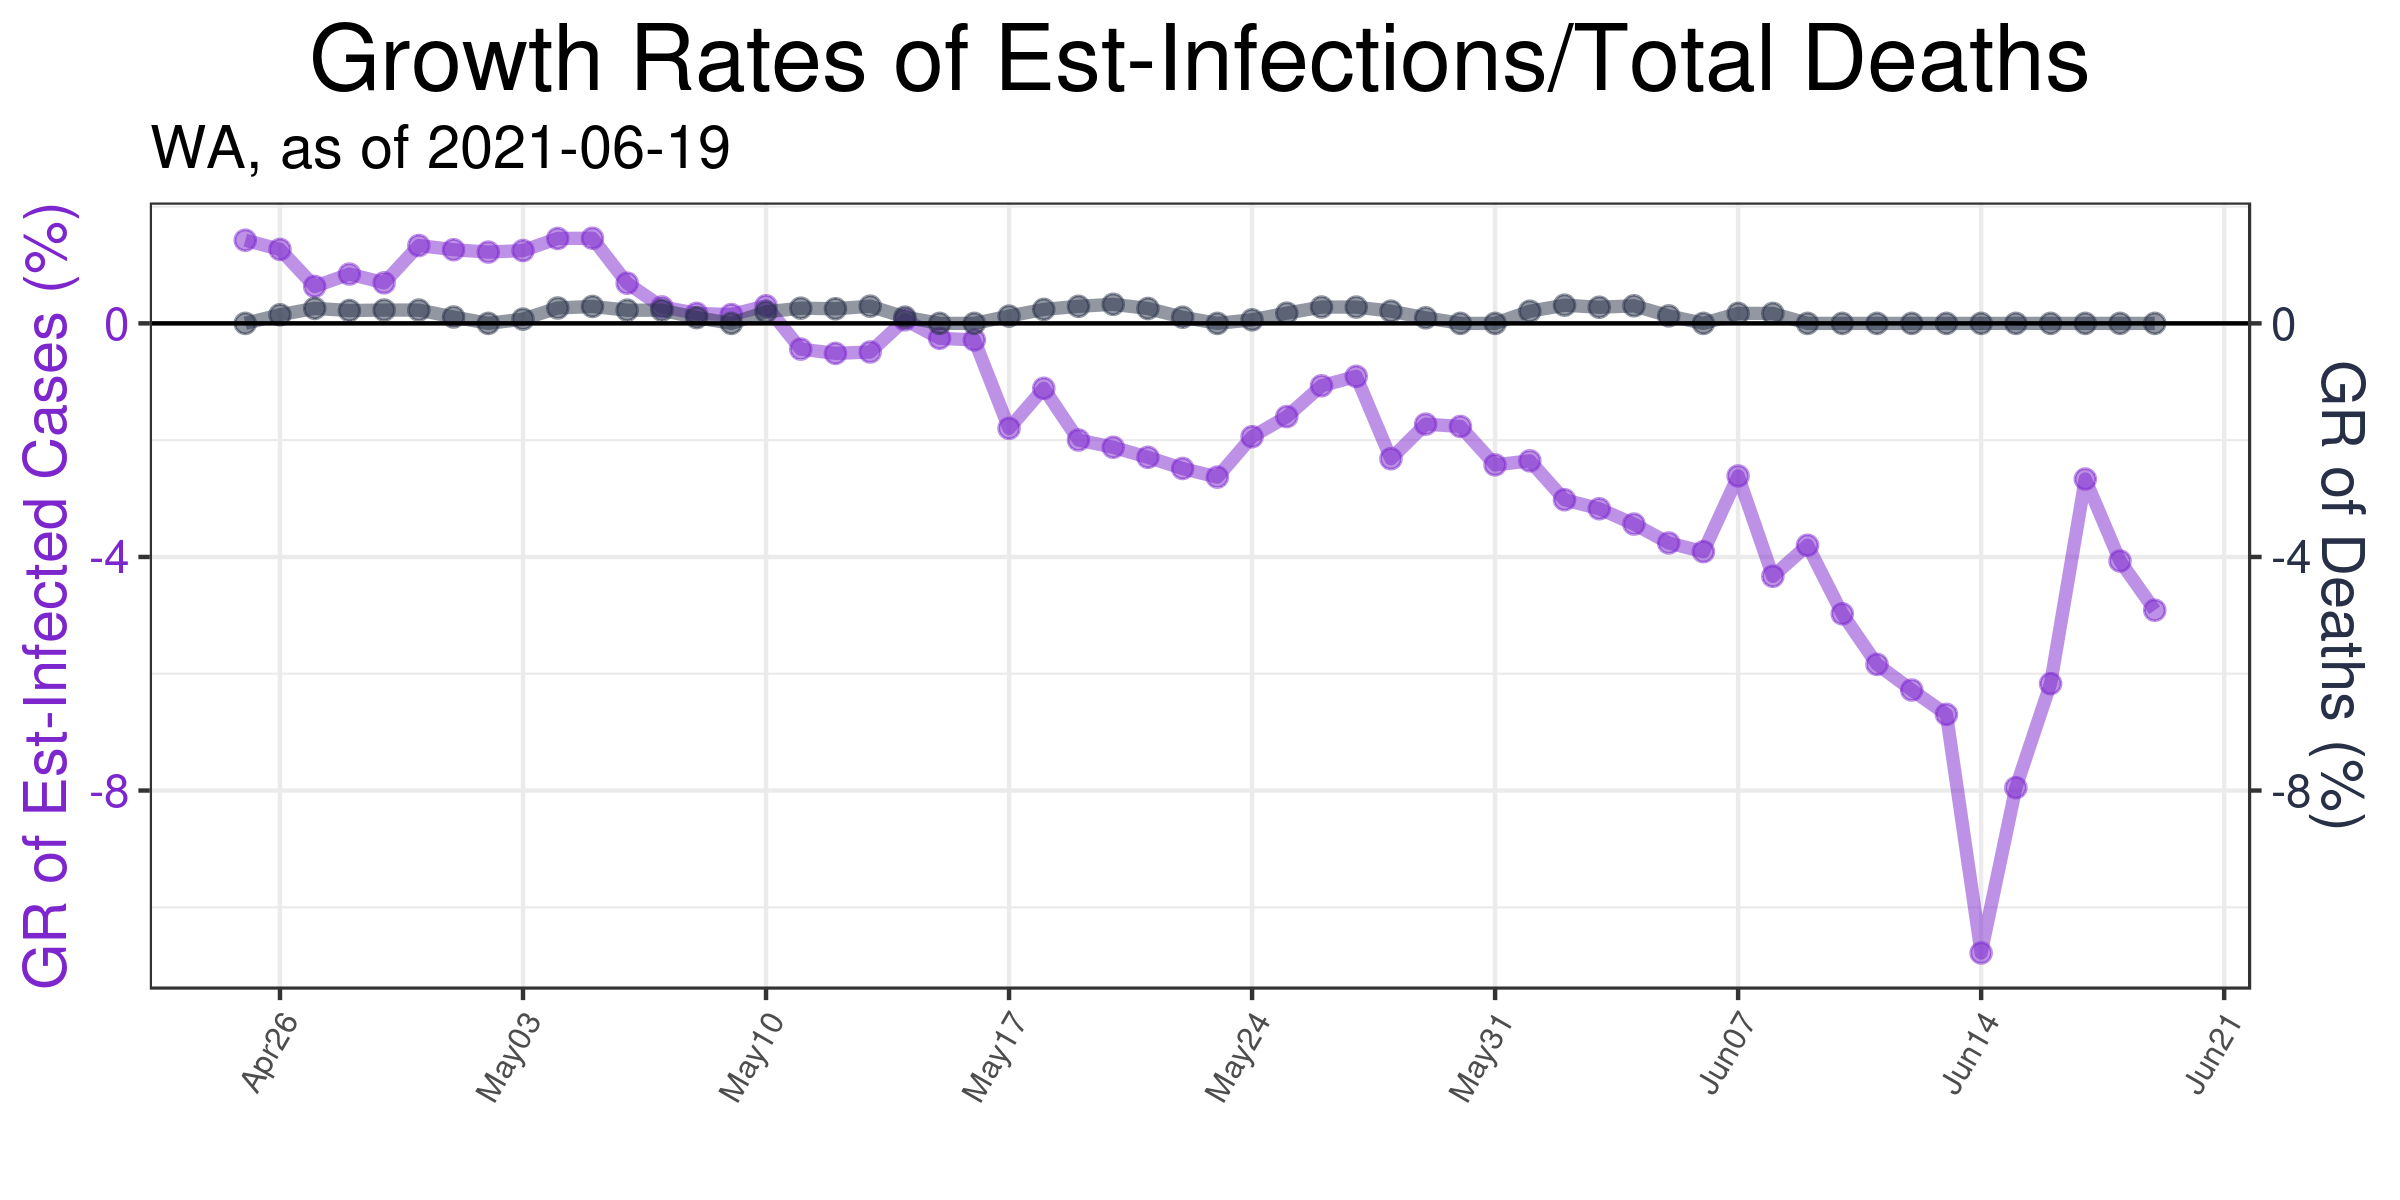 Growth Rates of Est-Infections/Total Deaths
WA, as of 2021-06-19
GR of Est-Infected Cases (%)
0
-4
-8
0
-4
-8
GR of Deaths (%)
Apr26
May03
May10
May17
May24
May31
Jun07
Jun14
Jun21